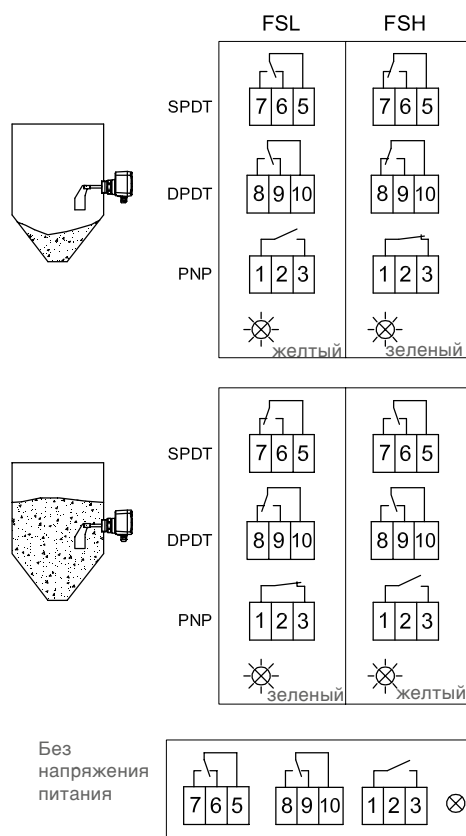 FSL FSH
SPDT 7 6 5 7 6 5
DPDT 8 9 10 8 9 10
PNP 1 2 3 1 2 3
желтый зеленый
SPDT 7 6 5 7 6 5
DPDT 8 9 10 8 9 10
PNP 1 2 3 1 2 3
зеленый желтый
Без
напряжения
питания
7 6 5 8 9 10 1 2 3